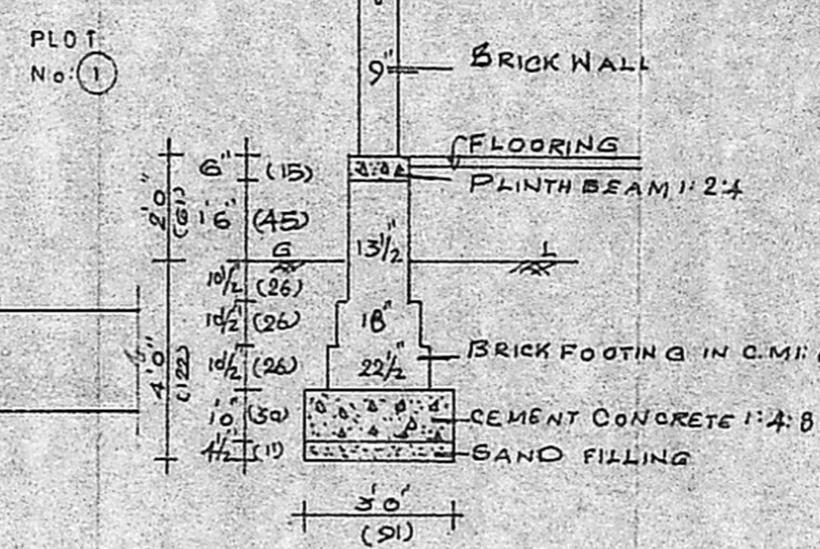 PLOT
No: 1
9" BRICK WALL
FLOORING
6" (15)
PLINTH BEAM 1:2:4
2'0" (61)
1'6" (45)
13½"
G L
10½" (26)
10½" (26)
18"
10½" (26)
22½"
BRICK FOOTING IN C.M 1:
4'0" (122)
1'0" (30)
CEMENT CONCRETE 1:4:8
4½" (11)
SAND FILLING
3'0"
(91)